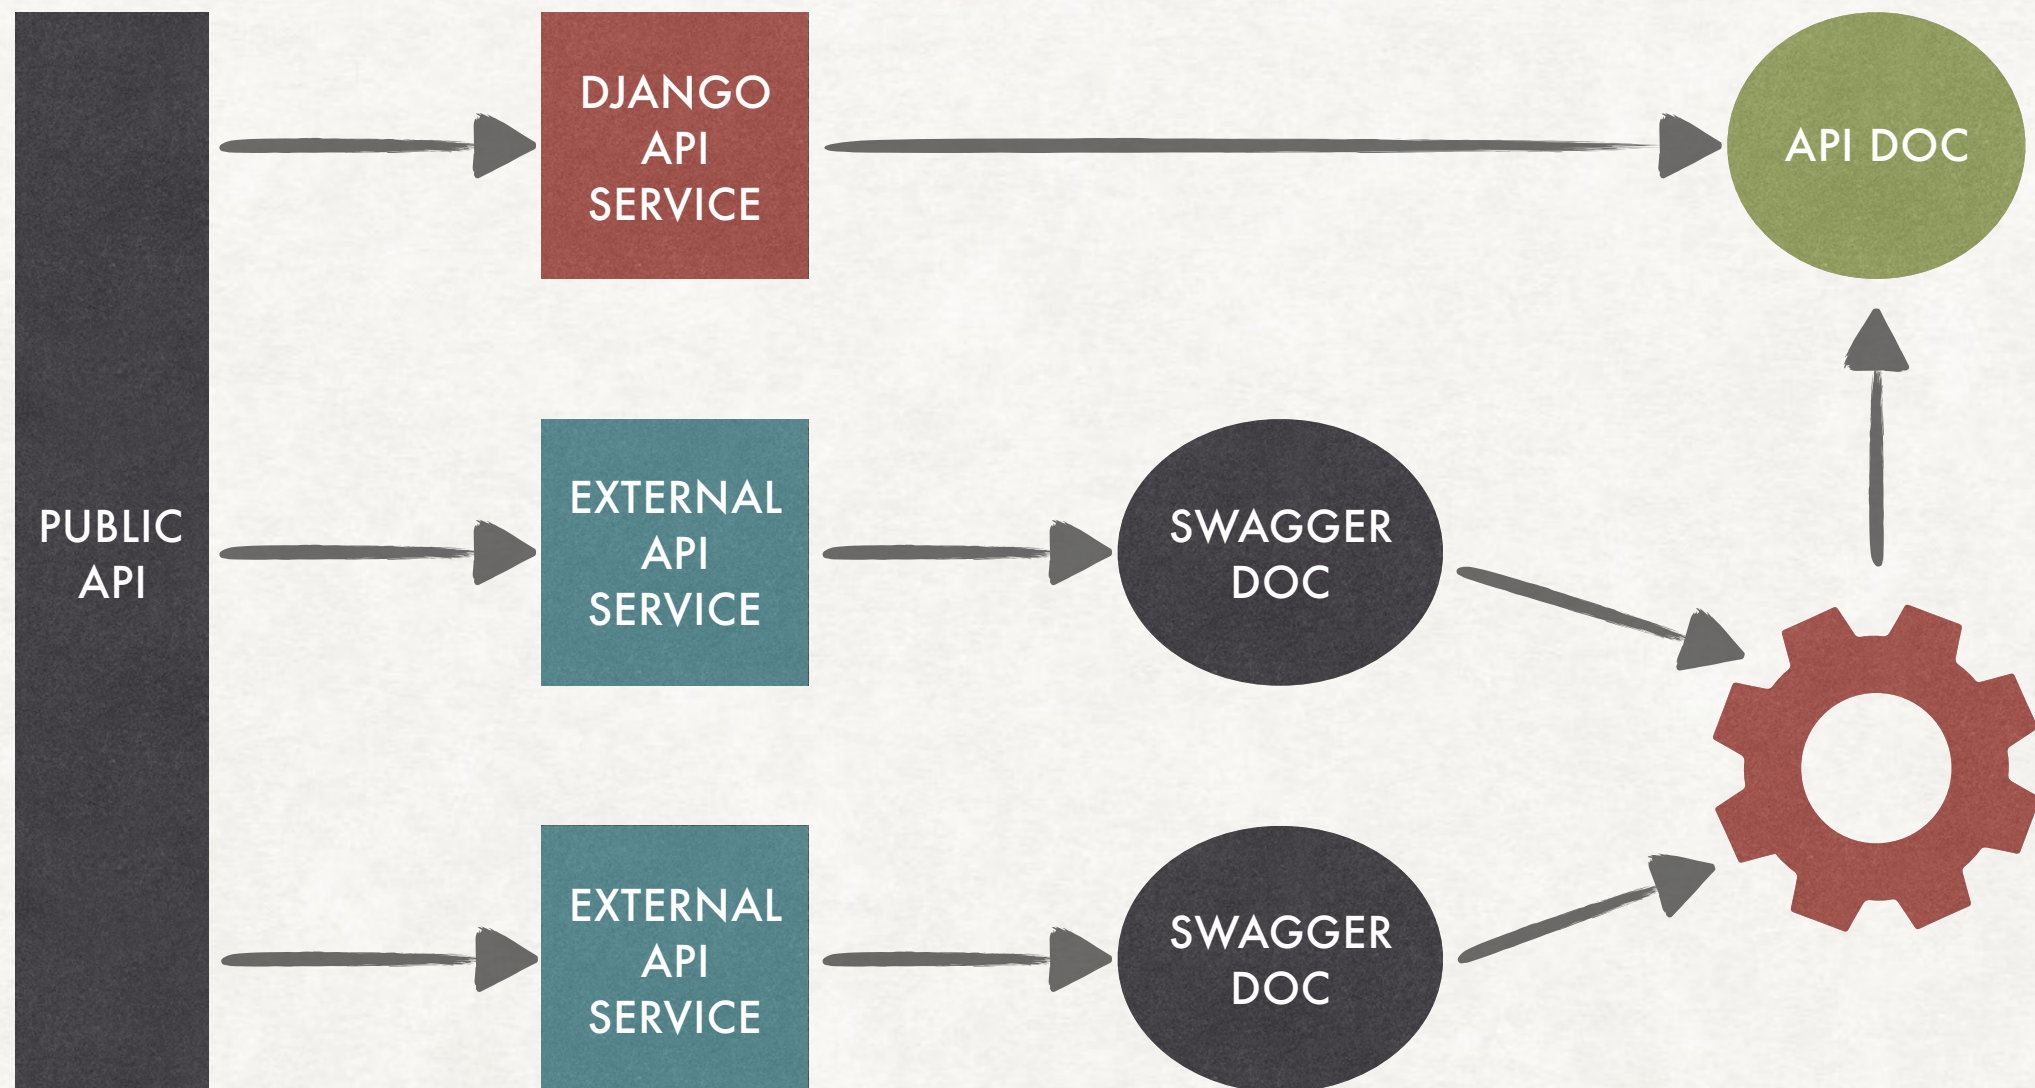 DJANGO
API
SERVICE
API DOC
PUBLIC
API
EXTERNAL
API
SERVICE
SWAGGER
DOC
EXTERNAL
API
SERVICE
SWAGGER
DOC